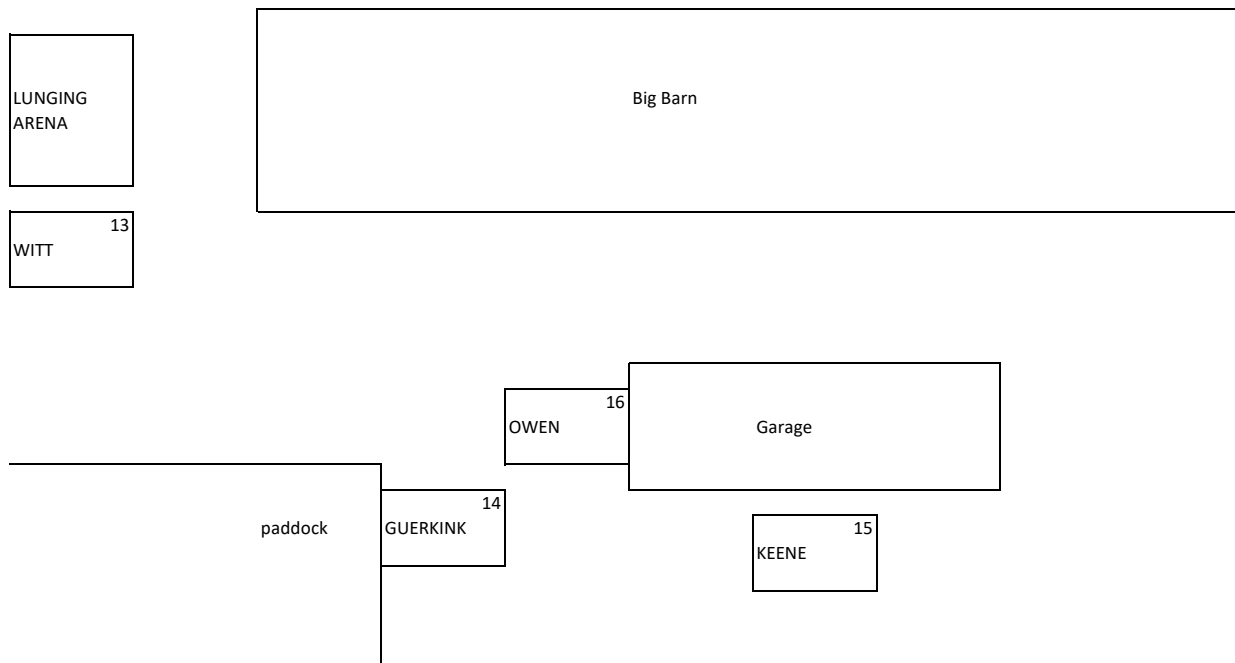 LUNGING
ARENA
Big Barn
13
WITT
16
OWEN
Garage
14
paddock
GUERKINK
15
KEENE